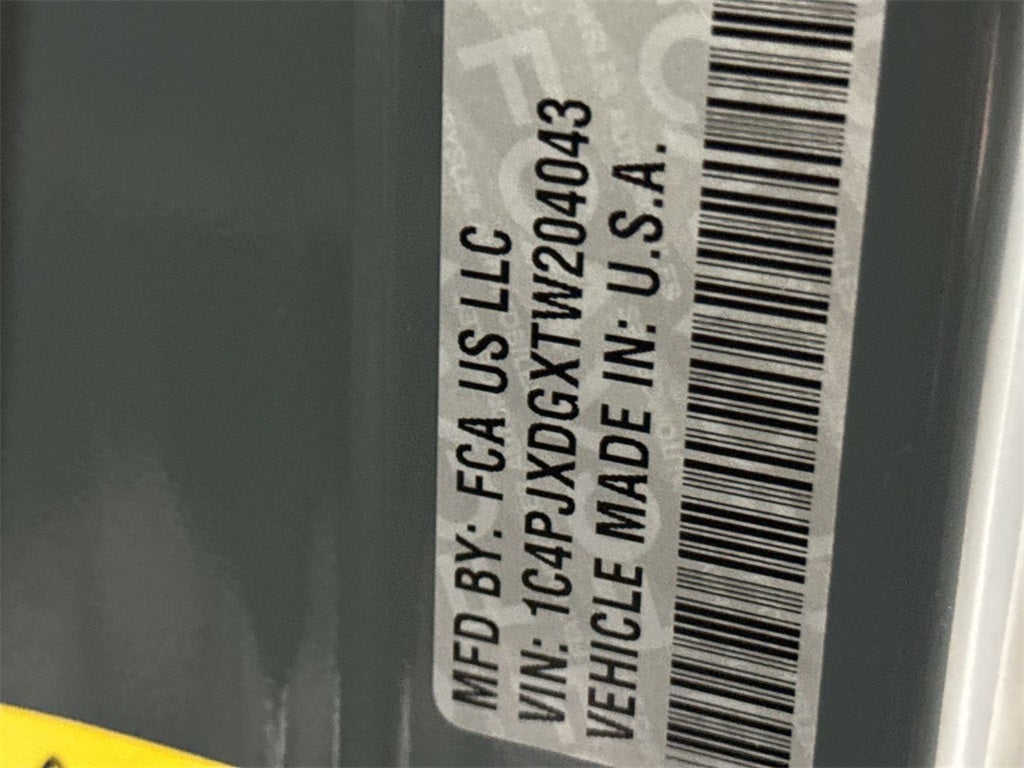 MFD BY: FCA US LLC
VIN: 1C4PJXDGXTW204043
VEHICLE MADE IN: U.S.A.